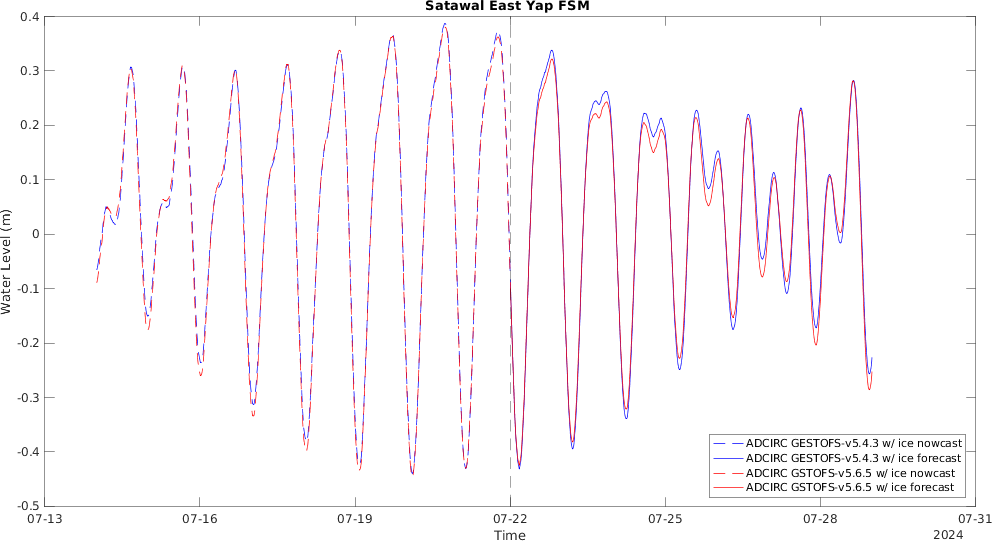 Satawal East Yap FSM
0.4
0.3
0.2
0.1
0
-0.1
-0.2
-0.3
-0.4
-0.5
Water Level (m)
ADCIRC GESTOFS-v5.4.3 w/ ice nowcast
ADCIRC GESTOFS-v5.4.3 w/ ice forecast
ADCIRC GSTOFS-v5.6.5 w/ ice nowcast
ADCIRC GSTOFS-v5.6.5 w/ ice forecast
07-13 07-16 07-19 07-22 07-25 07-28 07-31
Time
2024